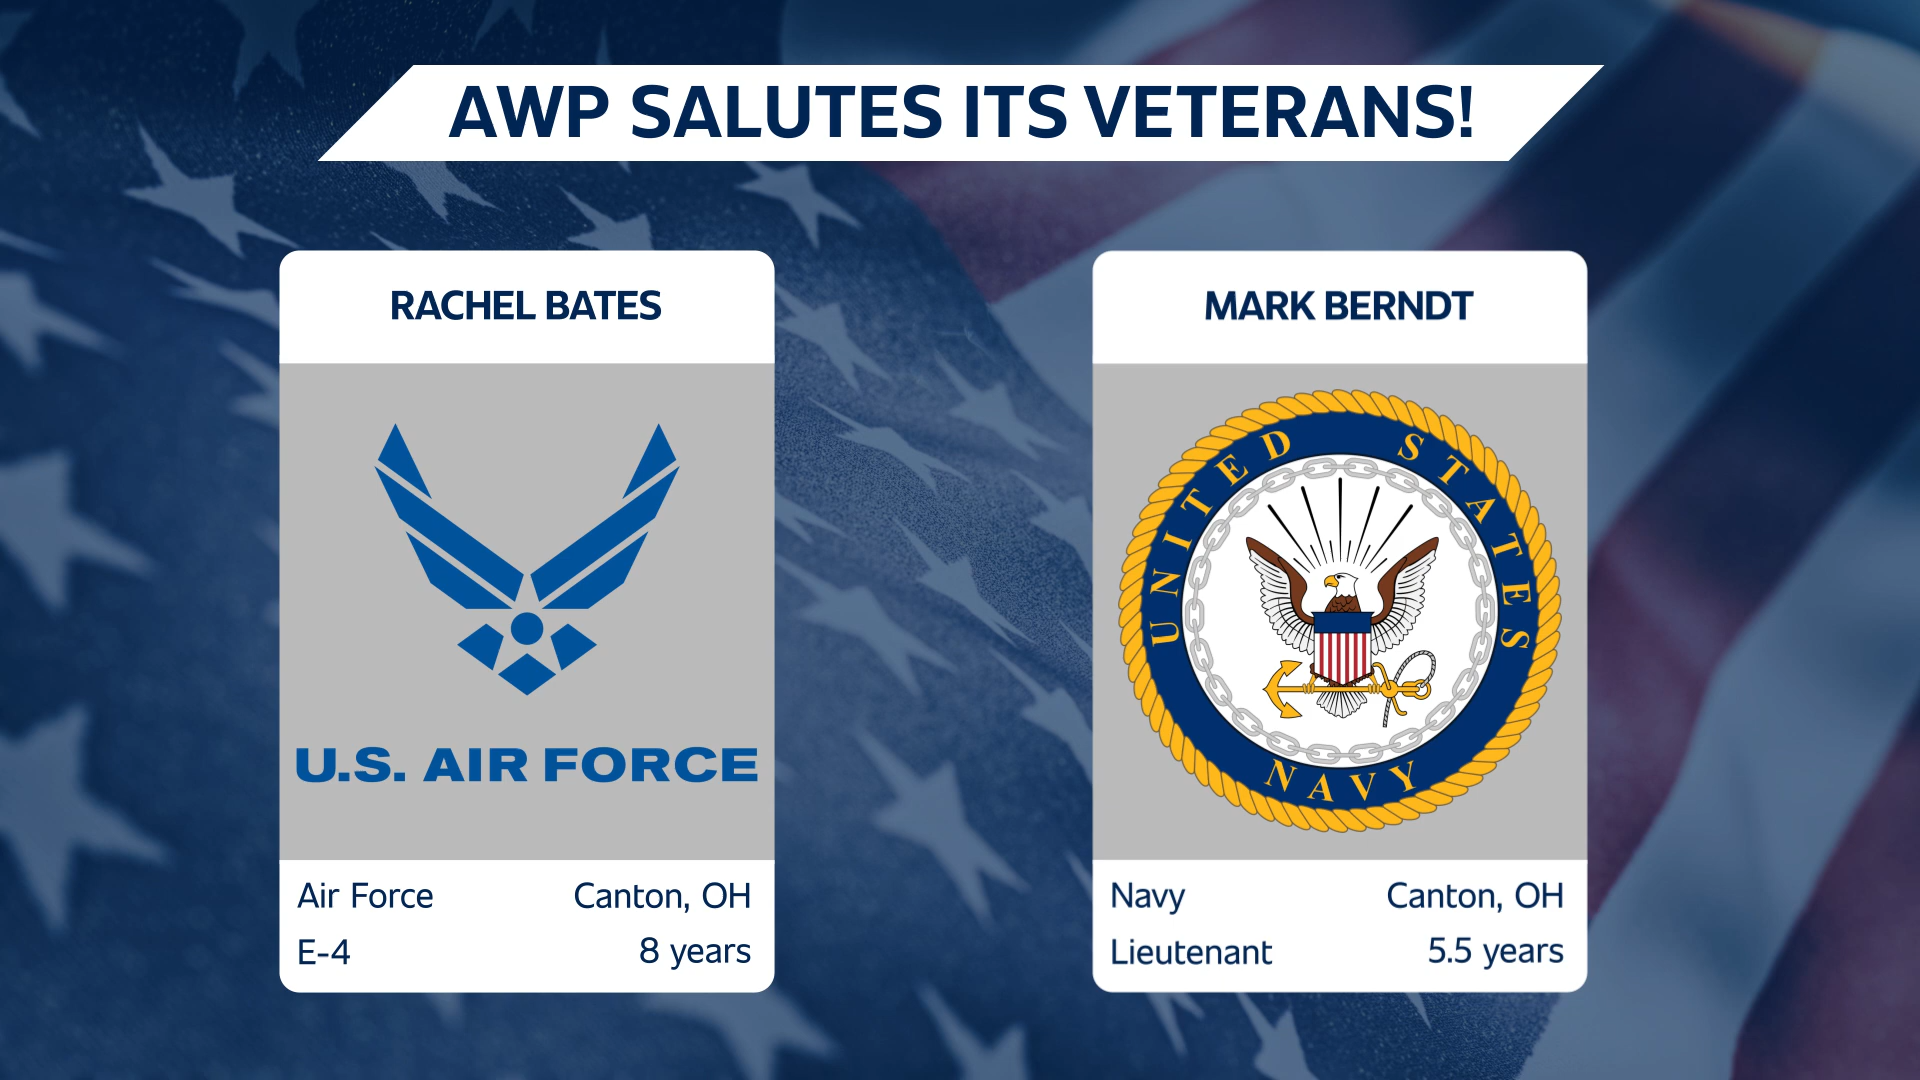 AWP SALUTES ITS VETERANS!
RACHEL BATES
U.S. AIR FORCE
Air Force
Canton, OH
E-4
8 years
MARK BERNDT
UNITED STATES
NAVY
Navy
Canton, OH
Lieutenant
5.5 years